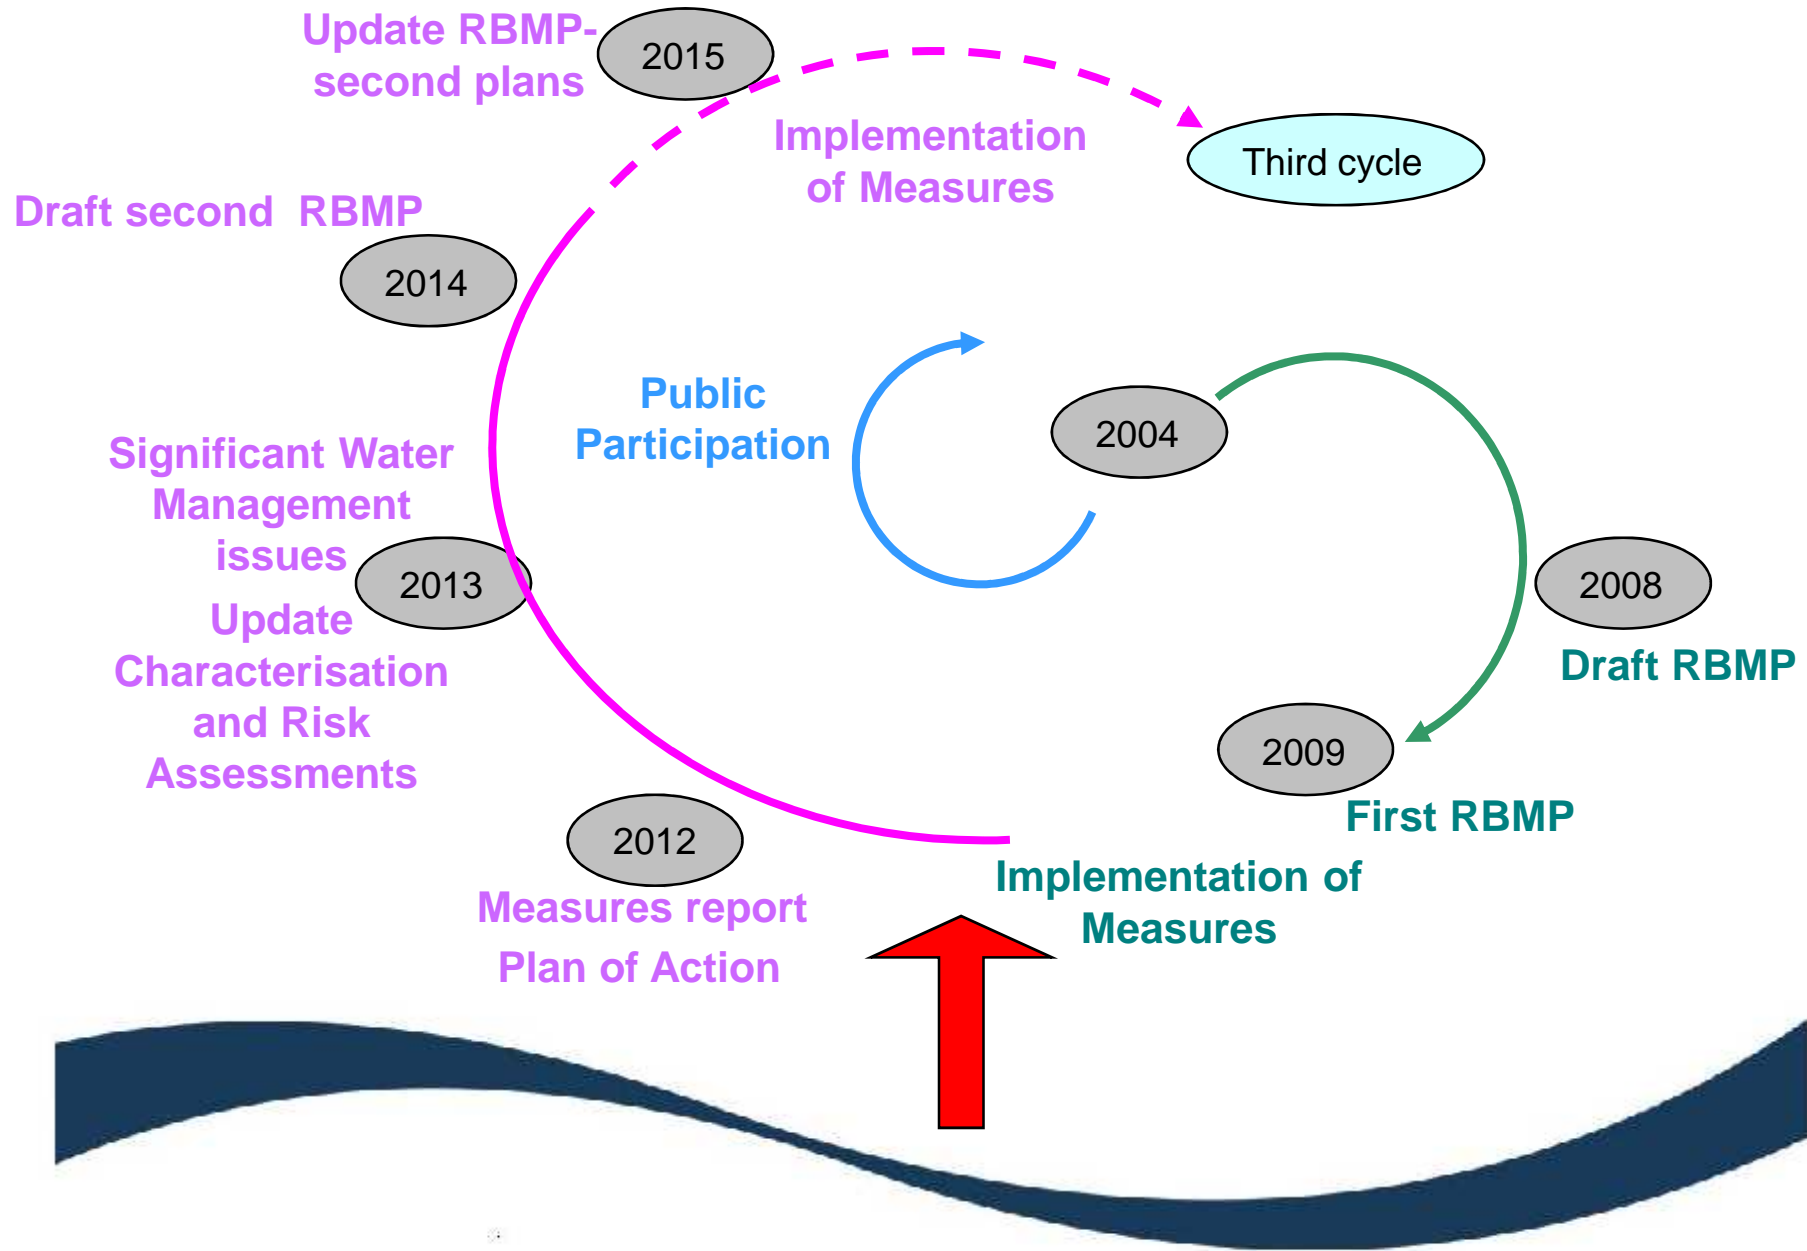 Update RBMP-
second plans
2015
Implementation
of Measures
Third cycle
Draft second RBMP
2014
Public
Participation
2004
Significant Water
Management
issues
2013
Update
Characterisation
and Risk
Assessments
2008
Draft RBMP
2009
First RBMP
2012
Measures report
Plan of Action
Implementation of
Measures